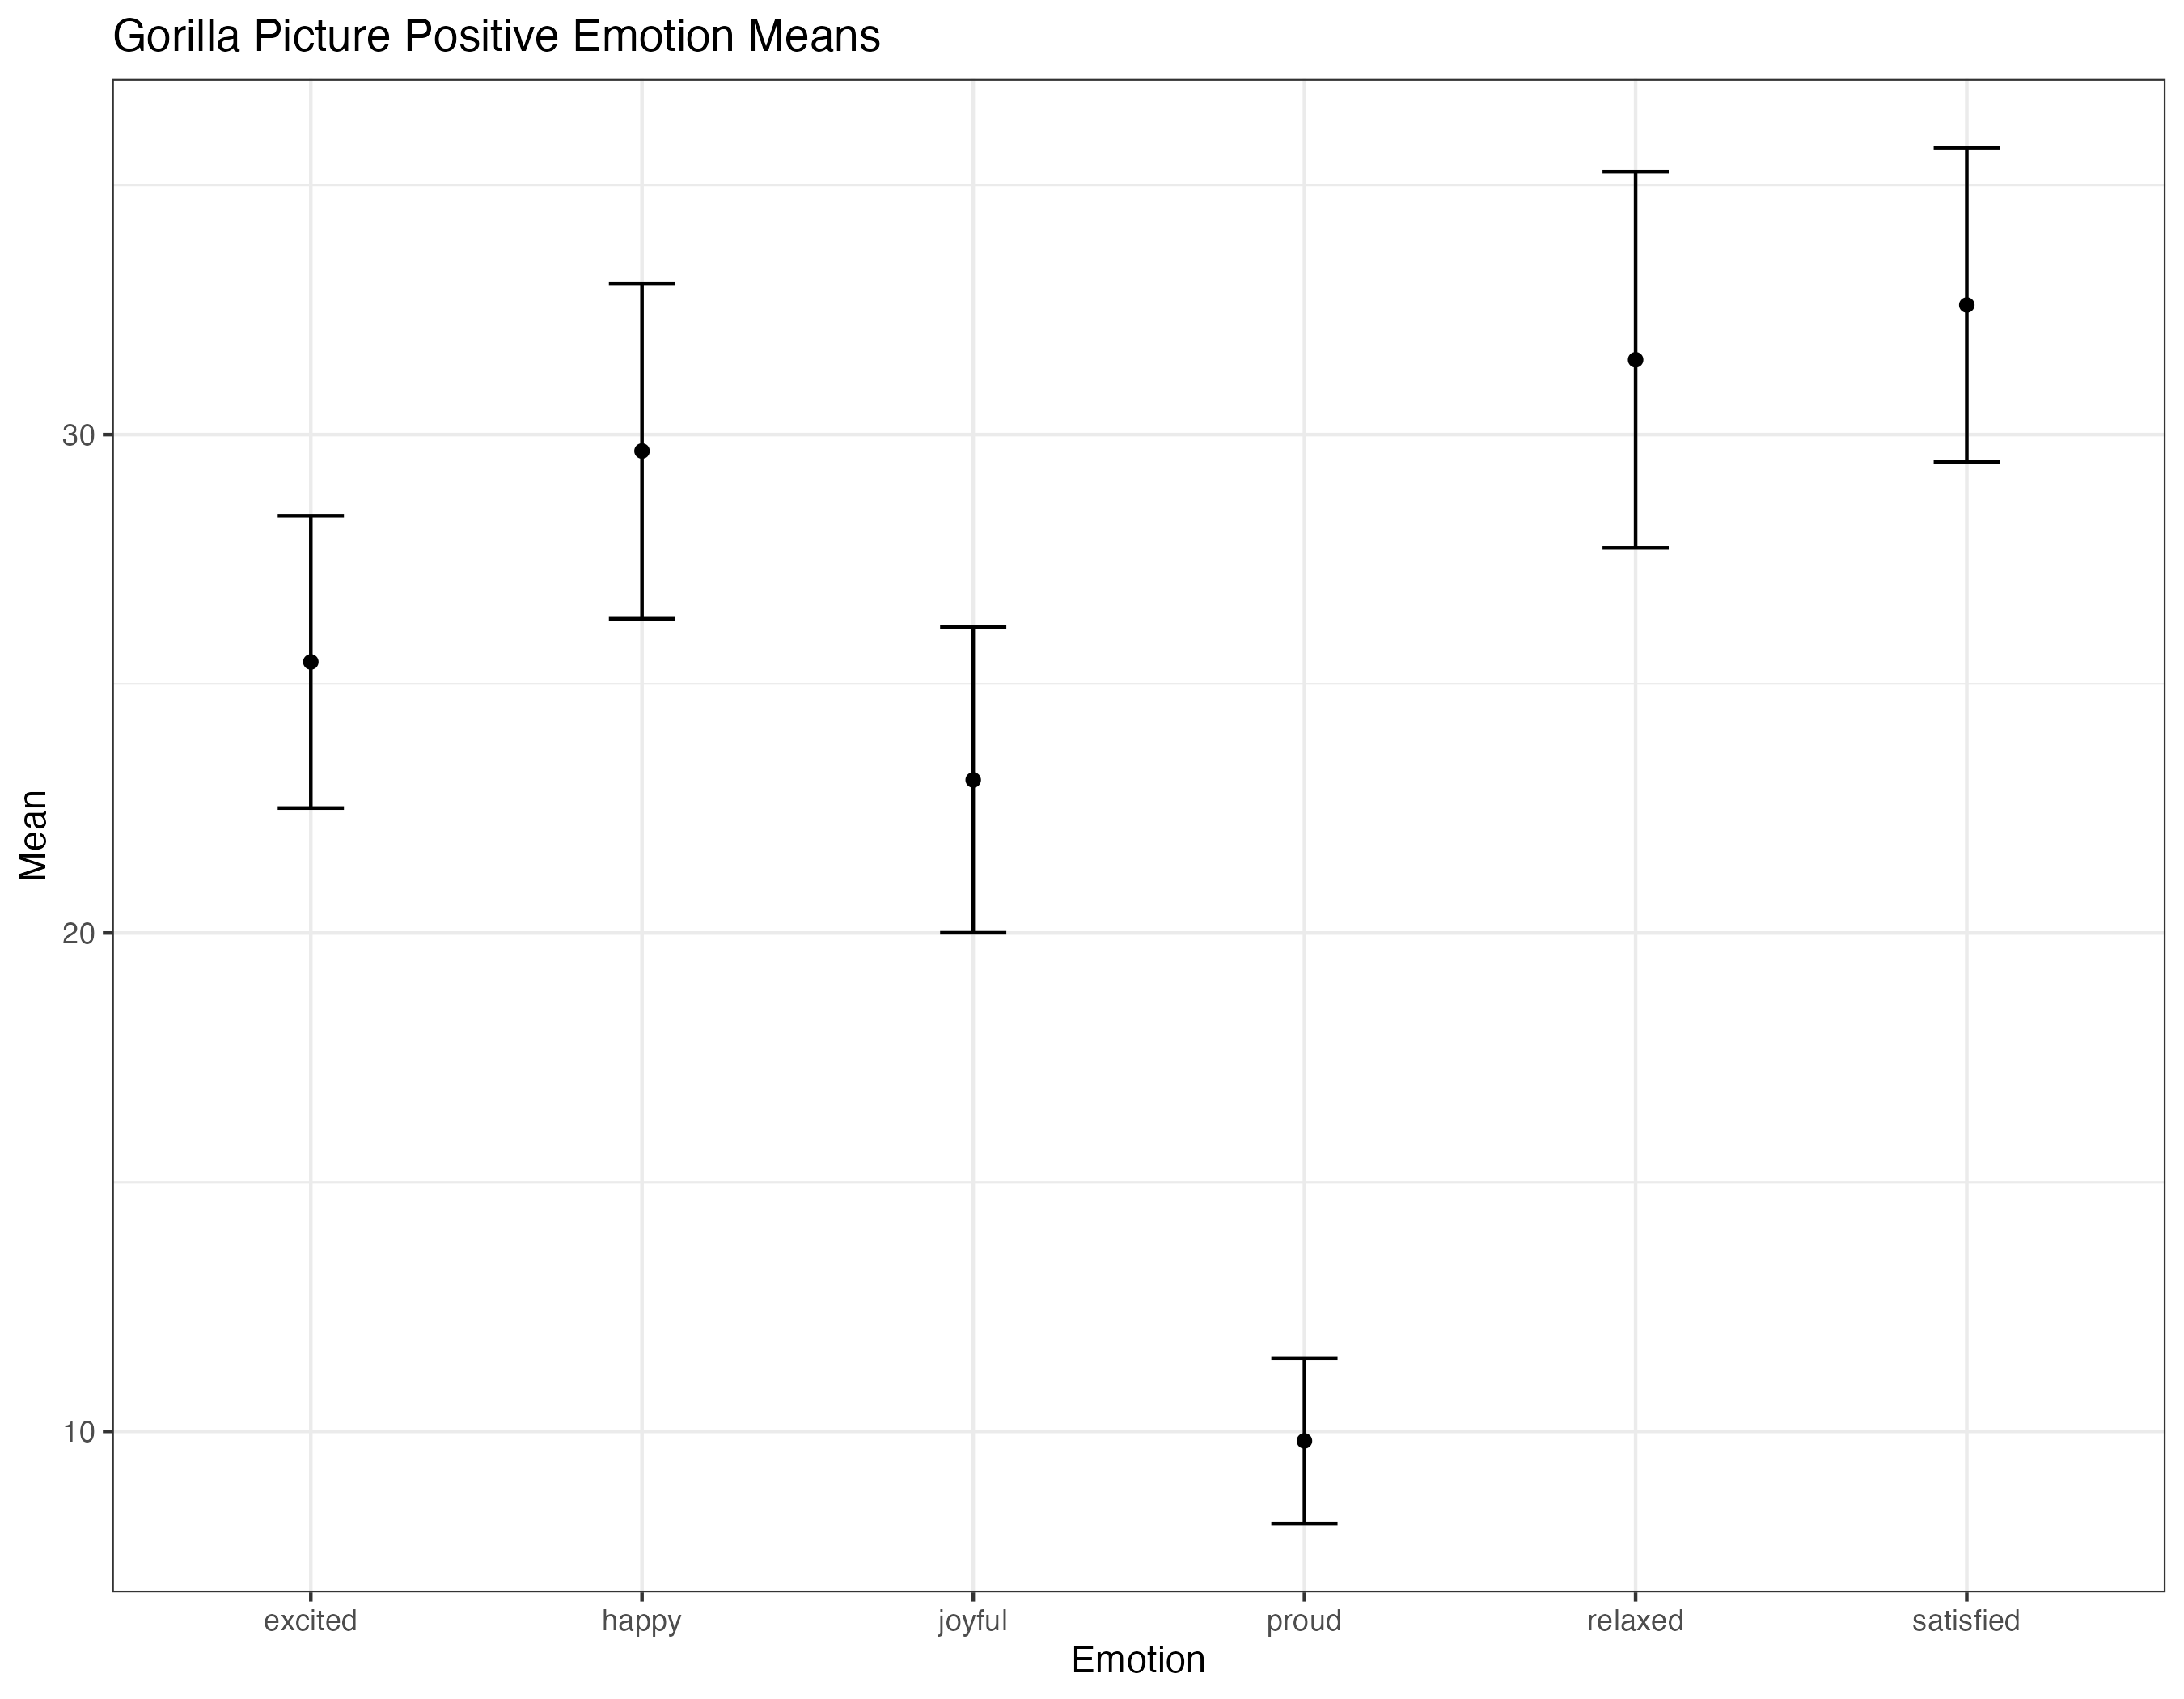 Gorilla Picture Positive Emotion Means
Mean
30
20
10
excited happy joyful proud relaxed satisfied
Emotion